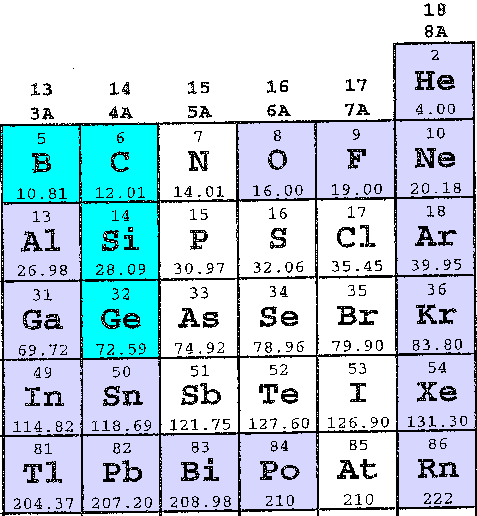 18
8A
13 14 15 16 17 2
3A 4A 5A 6A 7A He
4.00
5 6 7 8 9 10
B C N O F Ne
10.81 12.01 14.01 16.00 19.00 20.18
13 14 15 16 17 18
Al Si P S Cl Ar
26.98 28.09 30.97 32.06 35.45 39.95
31 32 33 34 35 36
Ga Ge As Se Br Kr
69.72 72.59 74.92 78.96 79.90 83.80
49 50 51 52 53 54
In Sn Sb Te I Xe
114.82 118.69 121.75 127.60 126.90 131.30
81 82 83 84 85 86
Tl Pb Bi Po At Rn
204.37 207.20 208.98 210 210 222